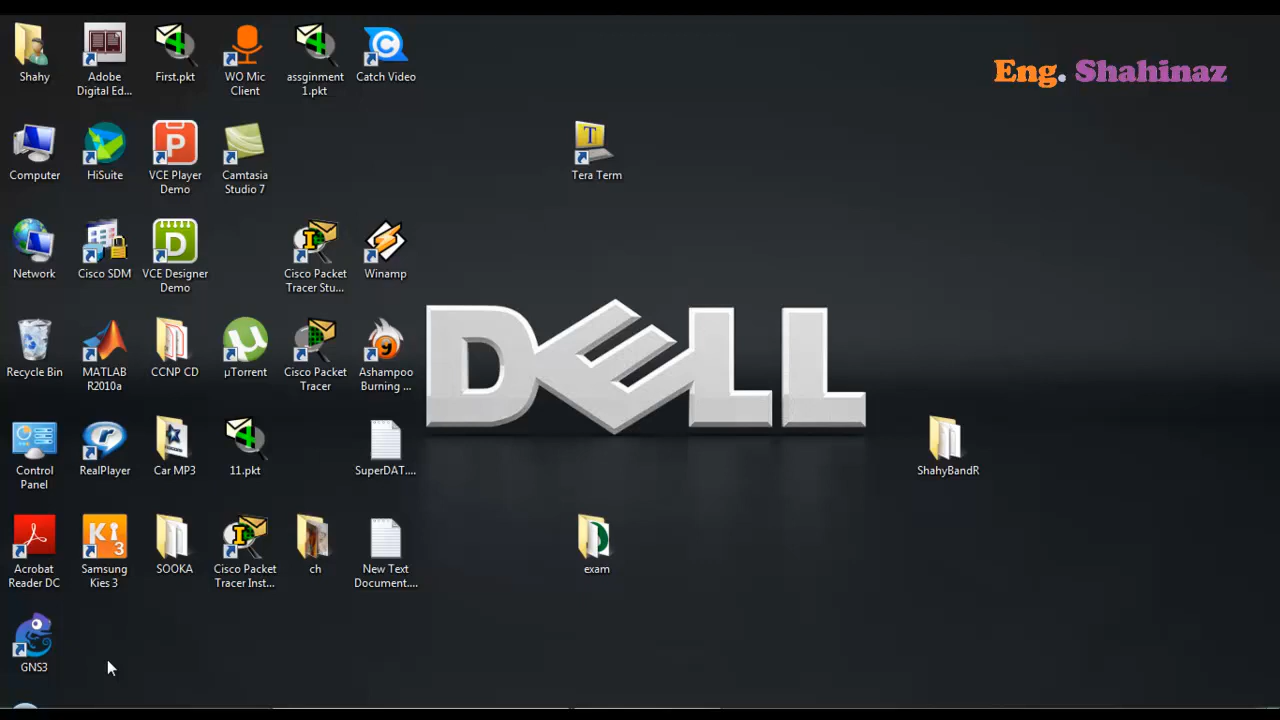 Eng. Shahinaz
Shahy
Adobe
Digital Ed...
First.pkt
WO Mic
Client
assginment
1.pkt
Catch Video
Computer
HiSuite
VCE Player
Demo
Camtasia
Studio 7
Tera Term
Network
Cisco SDM
VCE Designer
Demo
Cisco Packet
Tracer Stu...
Winamp
DELL
Recycle Bin
MATLAB
R2010a
CCNP CD
µTorrent
Cisco Packet
Tracer
Ashampoo
Burning ...
Control
Panel
RealPlayer
Car MP3
11.pkt
SuperDAT....
ShahyBandR
Acrobat
Reader DC
Samsung
Kies 3
SOOKA
Cisco Packet
Tracer Inst...
ch
New Text
Document....
exam
GNS3